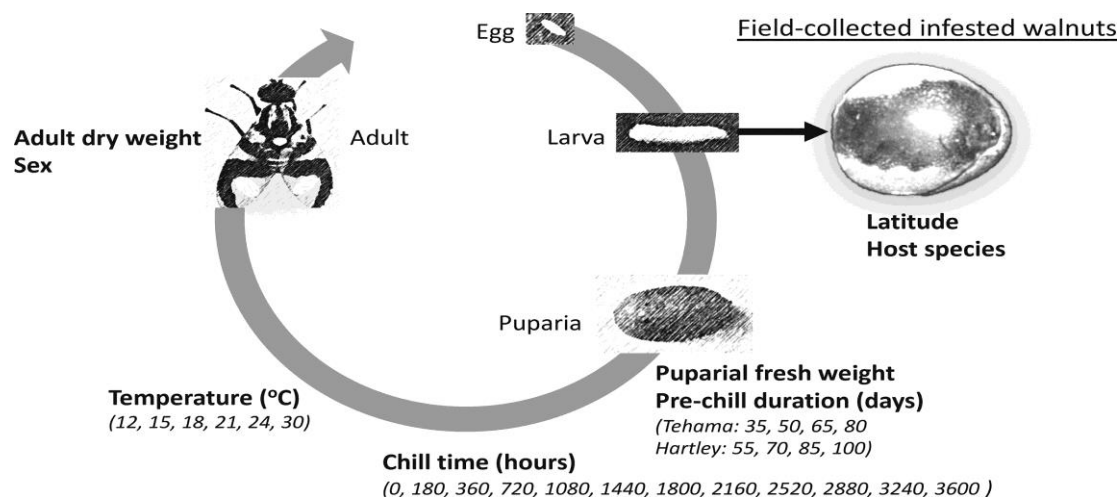 Egg
Field-collected infested walnuts
Adult dry weight
Sex
Adult
Larva
Latitude
Host species
Puparia
Puparial fresh weight
Pre-chill duration (days)
(Tehama: 35, 50, 65, 80
Hartley: 55, 70, 85, 100)
Temperature (°C)
(12, 15, 18, 21, 24, 30)
Chill time (hours)
(0, 180, 360, 720, 1080, 1440, 1800, 2160, 2520, 2880, 3240, 3600 )